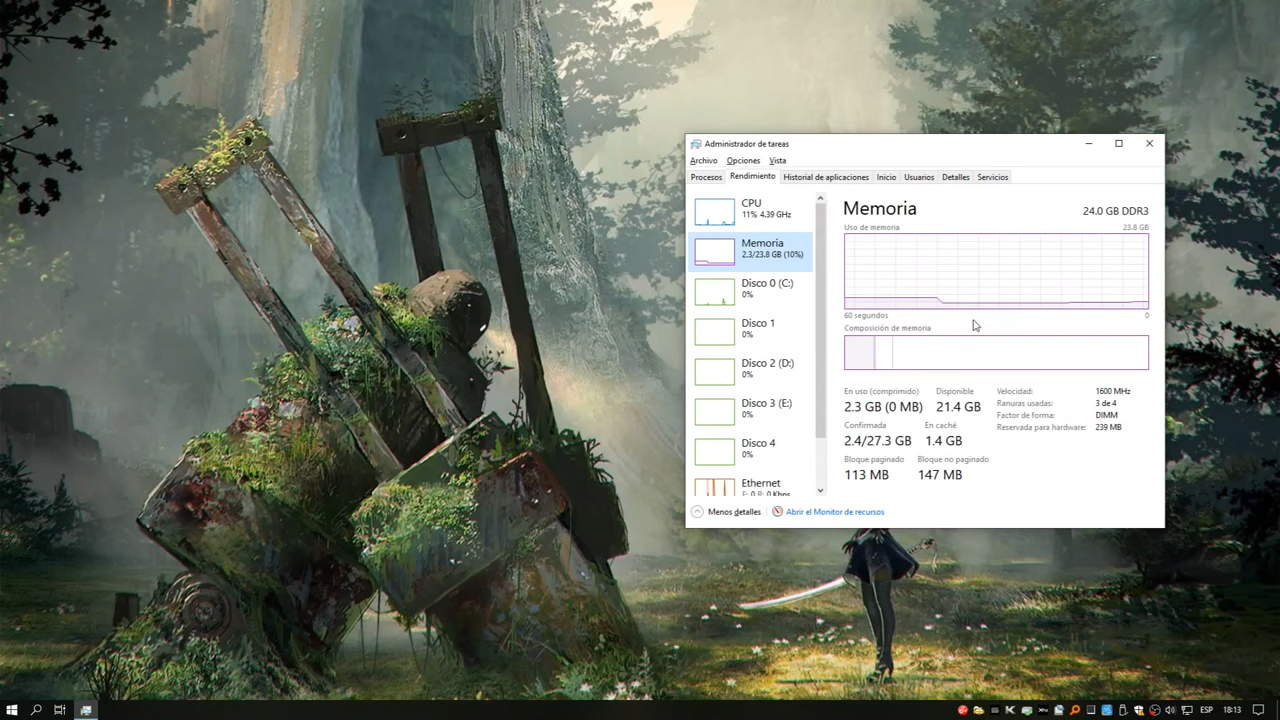 Administrador de tareas
Archivo Opciones Vista
Procesos Rendimiento Historial de aplicaciones Inicio Usuarios Detalles Servicios
CPU
11% 4.39 GHz
Memoria
2.3/23.8 GB (10%)
Disco 0 (C:)
0%
Disco 1
0%
Disco 2 (D:)
0%
Disco 3 (E:)
0%
Disco 4
0%
Ethernet
Memoria 24.0 GB DDR3
Uso de memoria 23.8 GB
60 segundos 0
Composición de memoria
En uso (comprimido) Disponible
2.3 GB (0 MB) 21.4 GB
Confirmada En caché
2.4/27.3 GB 1.4 GB
Bloque paginado Bloque no paginado
113 MB 147 MB
Velocidad: 1600 MHz
Ranuras usadas: 3 de 4
Factor de forma: DIMM
Reservada para hardware: 239 MB
Menos detalles Abrir el Monitor de recursos
ESP 18:13